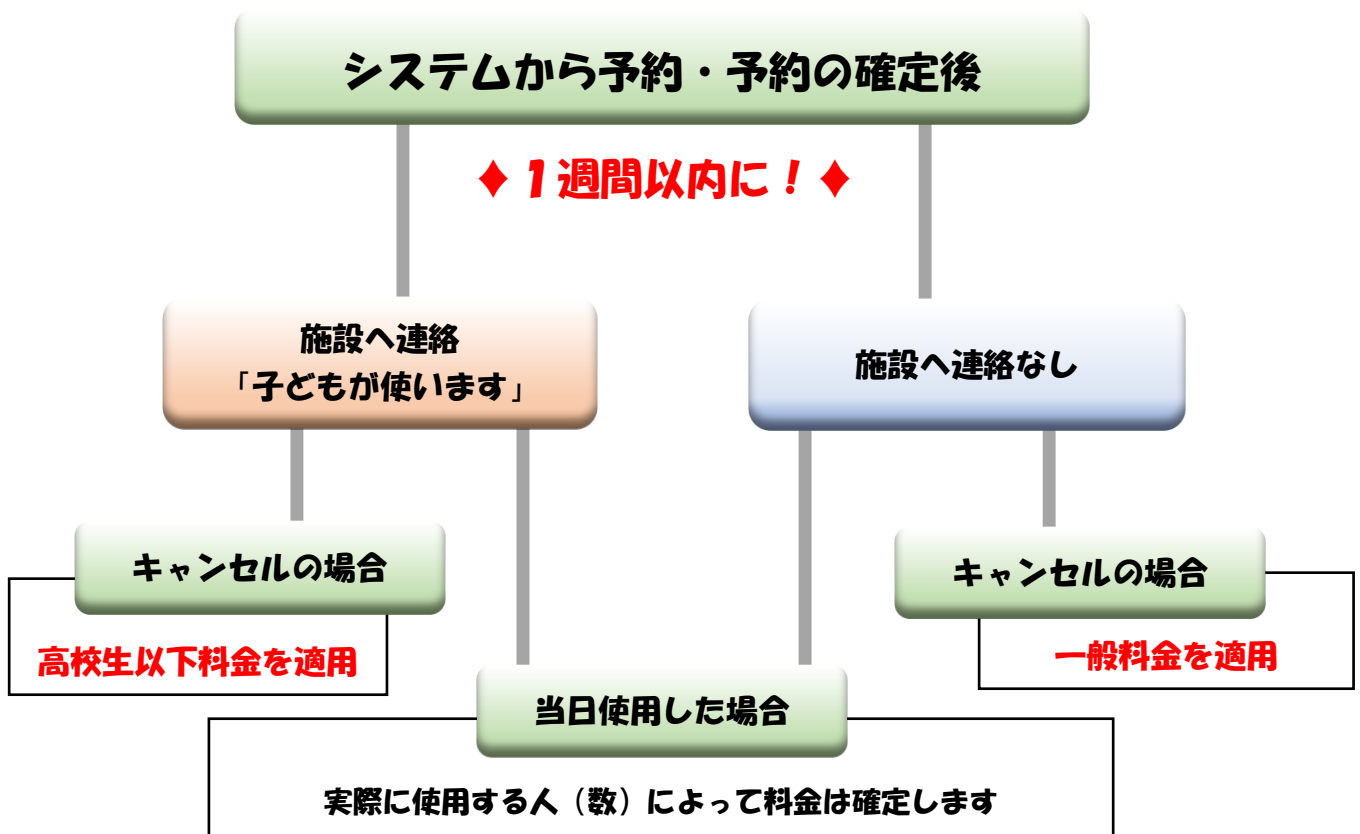 システムから予約・予約の確定後
♦１週間以内に！♦
施設へ連絡
「子どもが使います」
施設へ連絡なし
キャンセルの場合
高校生以下料金を適用
キャンセルの場合
一般料金を適用
当日使用した場合
実際に使用する人（数）によって料金は確定します